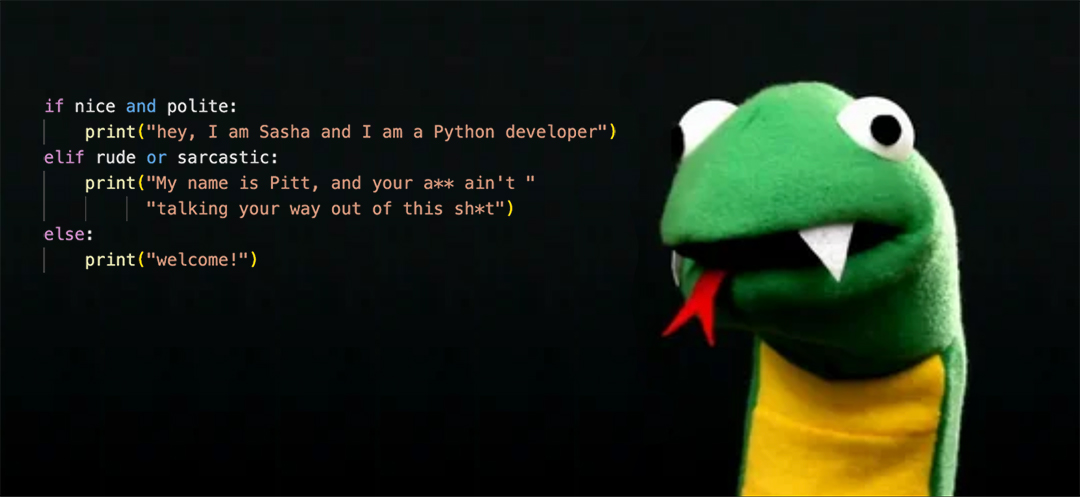 if nice and polite:
print("hey, I am Sasha and I am a Python developer")
elif rude or sarcastic:
print("My name is Pitt, and your a** ain't "
"talking your way out of this sh*t")
else:
print("welcome!")